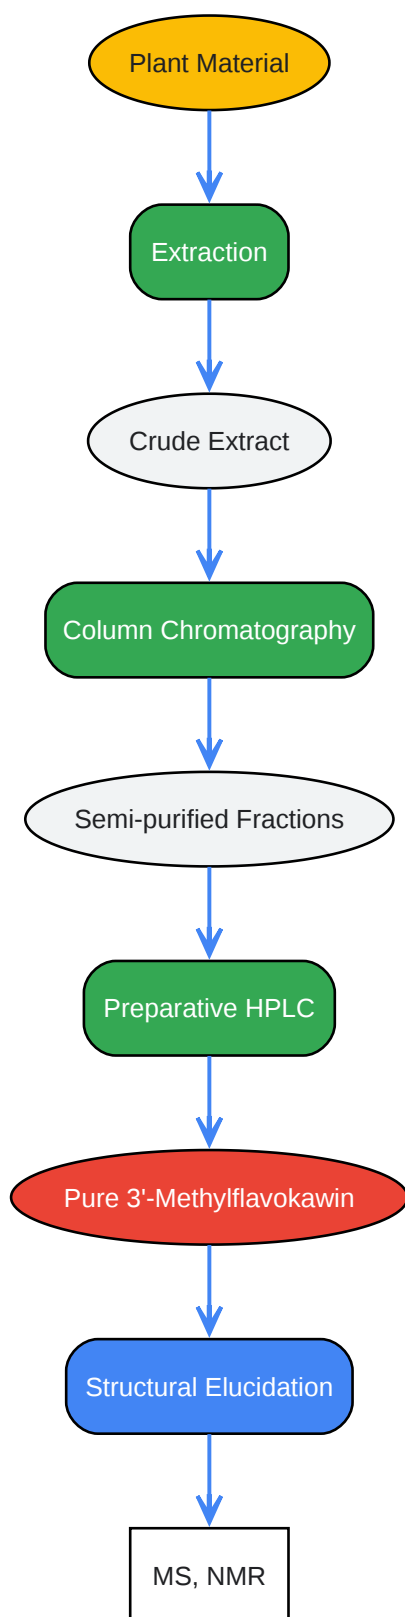 Plant Material
Extraction
Crude Extract
Column Chromatography
Semi-purified Fractions
Preparative HPLC
Pure 3'-Methylflavokawin
Structural Elucidation
MS, NMR